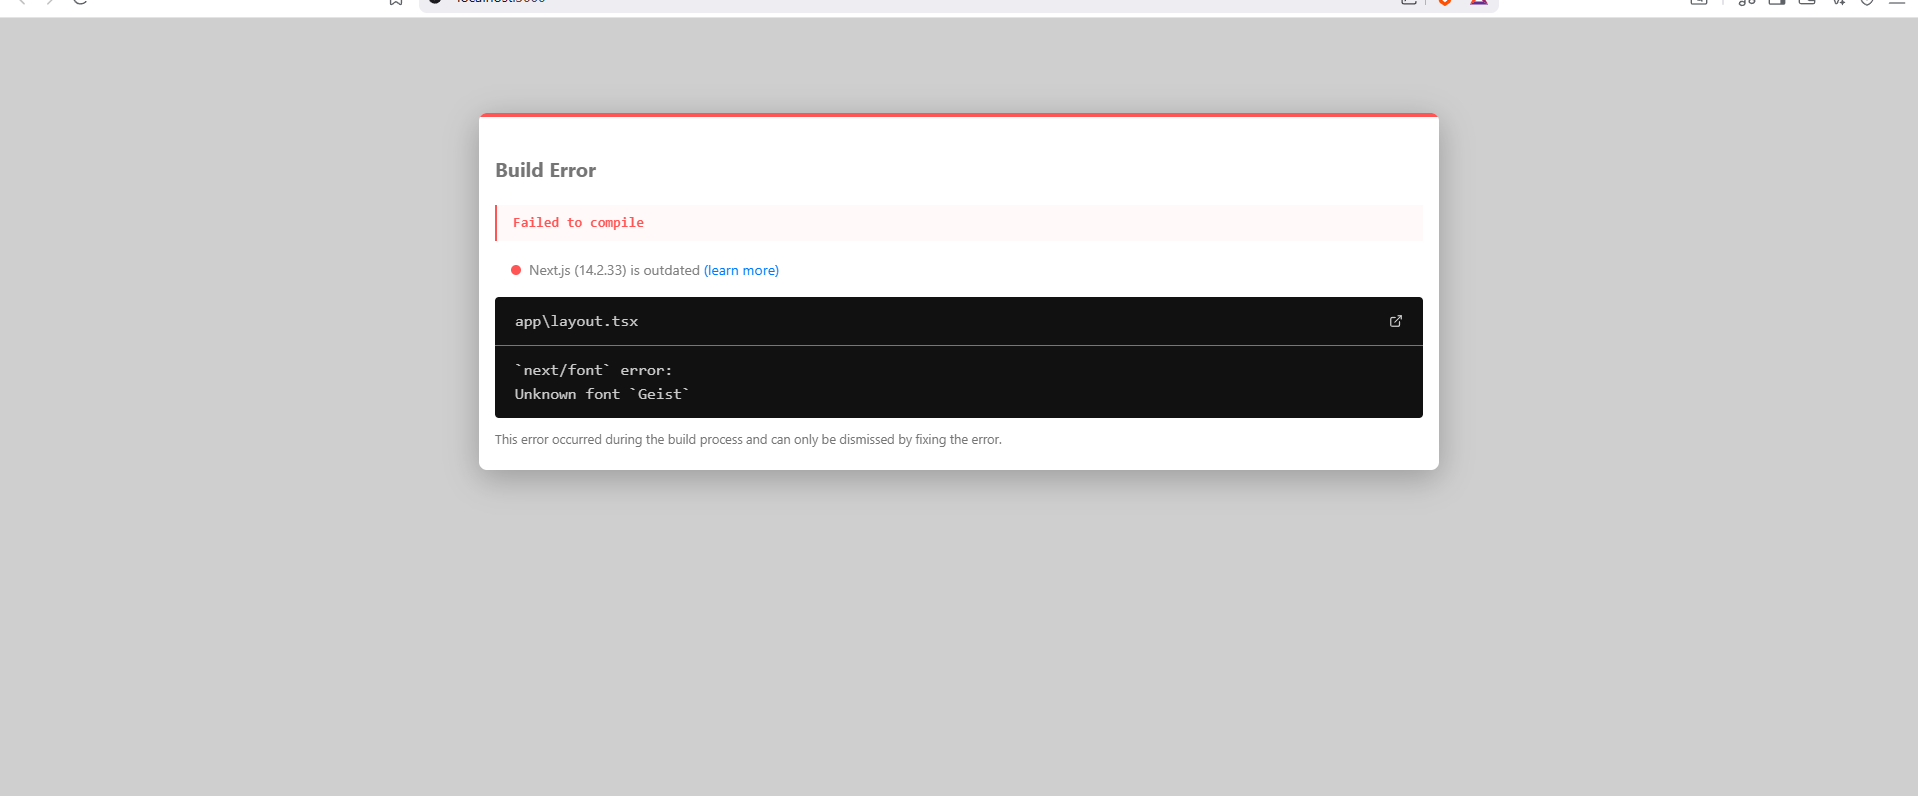 Build Error
Failed to compile
Next.js (14.2.33) is outdated (learn more)
app\layout.tsx
`next/font` error:
Unknown font `Geist`
This error occurred during the build process and can only be dismissed by fixing the error.